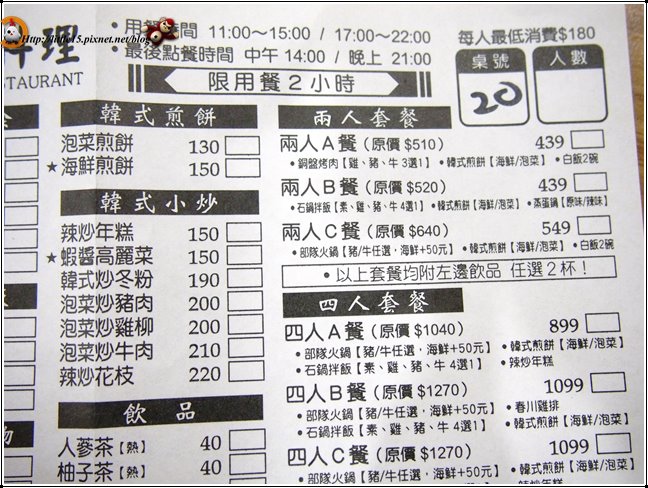 Http://littlel5.pixnet.net/blog
料理
STAURANT
• 用餐時間 11:00～15:00 / 17:00～22:00
• 最後點餐時間 中午 14:00 / 晚上 21:00
限用餐2小時
每人最低消費$180
桌號 人數
20
韓式煎餅
泡菜煎餅 130
★海鮮煎餅 150
韓式小炒
辣炒年糕 150
★蝦醬高麗菜 150
韓式炒冬粉 190
泡菜炒豬肉 200
泡菜炒雞柳 200
泡菜炒牛肉 210
辣炒花枝 220
飲品
人蔘茶【熱】 40
柚子茶【熱】 40
物
兩人套餐
兩人A餐(原價 $510) 439
• 銅盤烤肉【雞、豬、牛 3選1】 • 韓式煎餅【海鮮/泡菜】 • 白飯2碗
兩人B餐(原價 $520) 439
• 石鍋拌飯【素、雞、豬、牛 4選1】 • 韓式煎餅【海鮮/泡菜】 • 蒸蛋鍋【原味/辣味】
兩人C餐(原價 $640) 549
• 部隊火鍋【豬/牛任選，海鮮+50元】 • 韓式煎餅【海鮮/泡菜】 • 白飯2碗
• 以上套餐均附左邊飲品 任選2杯！
四人套餐
四人A餐(原價 $1040) 899
• 部隊火鍋【豬/牛任選，海鮮+50元】 • 韓式煎餅【海鮮/泡菜】
• 石鍋拌飯【素、雞、豬、牛 4選1】 • 辣炒年糕
四人B餐(原價 $1270) 1099
• 部隊火鍋【豬/牛任選，海鮮+50元】 • 春川雞排
• 石鍋拌飯【素、雞、豬、牛 4選1】 • 韓式煎餅【海鮮/泡菜】
四人C餐(原價 $1270) 1099
• 部隊火鍋【豬/牛任選，海鮮+50元】 • 韓式煎餅【海鮮/泡菜】
• 辣炒年糕